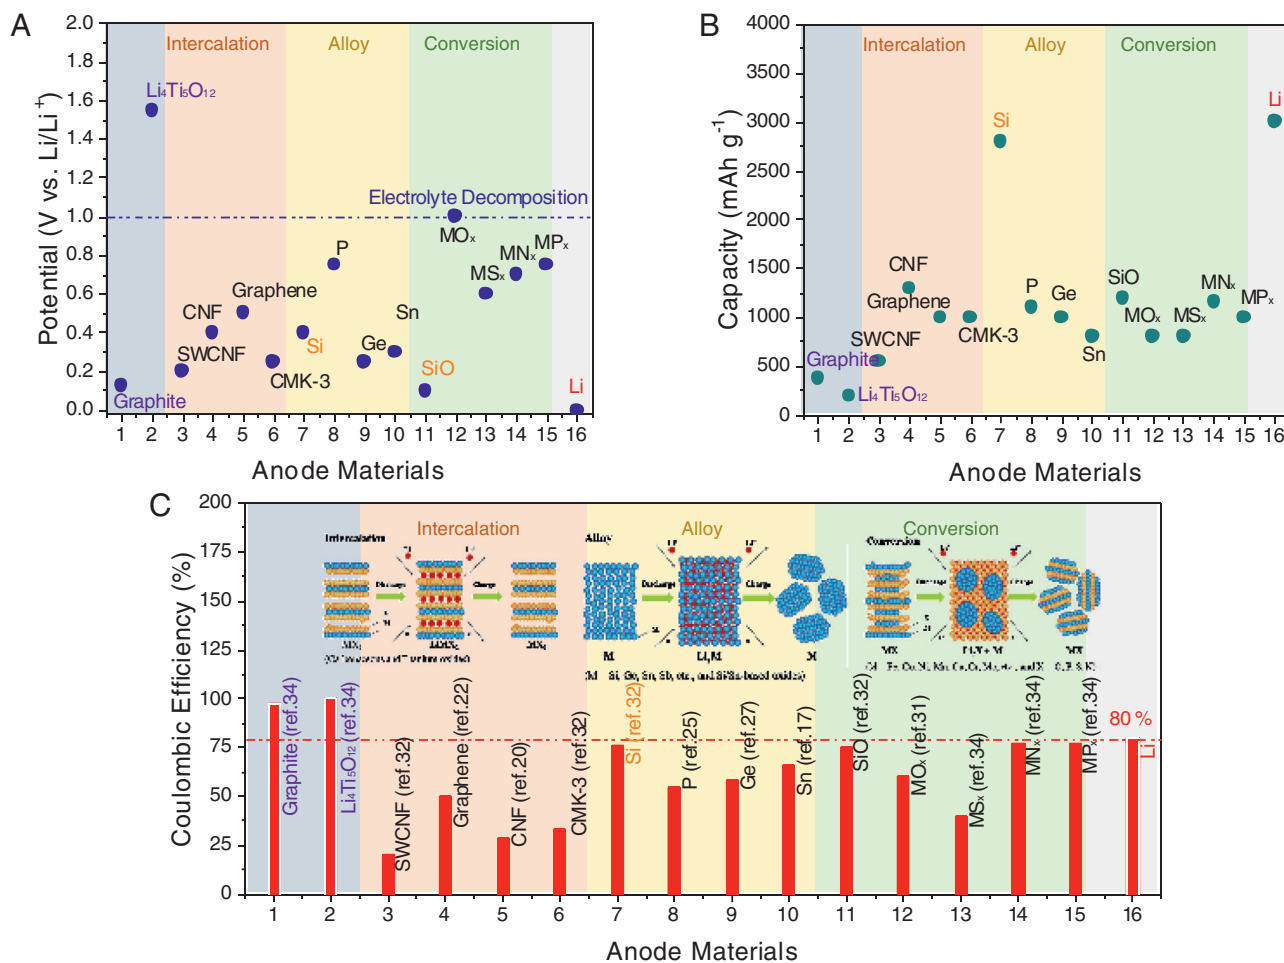 A
2.0
1.8
1.6
1.4
1.2
1.0
0.8
0.6
0.4
0.2
0.0
Potential (V vs. Li/Li⁺)
Intercalation
Alloy
Conversion
Li₄Ti₅O₁₂
Electrolyte Decomposition
P
MOₓ
MSₓ
MNₓ
MPₓ
Graphene
CNF
Sn
SWCNF
Si
Ge
CMK-3
SiO
Graphite
Li
1 2 3 4 5 6 7 8 9 10 11 12 13 14 15 16
Anode Materials
B
4000
3500
3000
2500
2000
1500
1000
500
0
Capacity (mAh g⁻¹)
Intercalation
Alloy
Conversion
Li
Si
CNF
Graphene
SWCNF
CMK-3
Graphite
Li₄Ti₅O₁₂
P
Ge
Sn
SiO
MOₓ
MSₓ
MNₓ
MPₓ
1 2 3 4 5 6 7 8 9 10 11 12 13 14 15 16
Anode Materials
C
200
175
150
125
100
75
50
25
0
Coulombic Efficiency (%)
Intercalation
Alloy
Conversion
Intercalation
Discharge
Charge
Alloy
Discharge
Charge
M
M
Conversion
Charge
MX
Graphite (ref.34)
Li₄Ti₅O₁₂ (ref.34)
SWCNF (ref.32)
Graphene (ref.22)
CNF (ref.20)
CMK-3 (ref.32)
Si (ref.32)
P (ref.25)
Ge (ref.27)
Sn (ref.17)
SiO (ref.32)
MOₓ (ref.31)
MSₓ (ref.34)
MNₓ (ref.34)
MPₓ (ref.34)
80 %
Li
1 2 3 4 5 6 7 8 9 10 11 12 13 14 15 16
Anode Materials